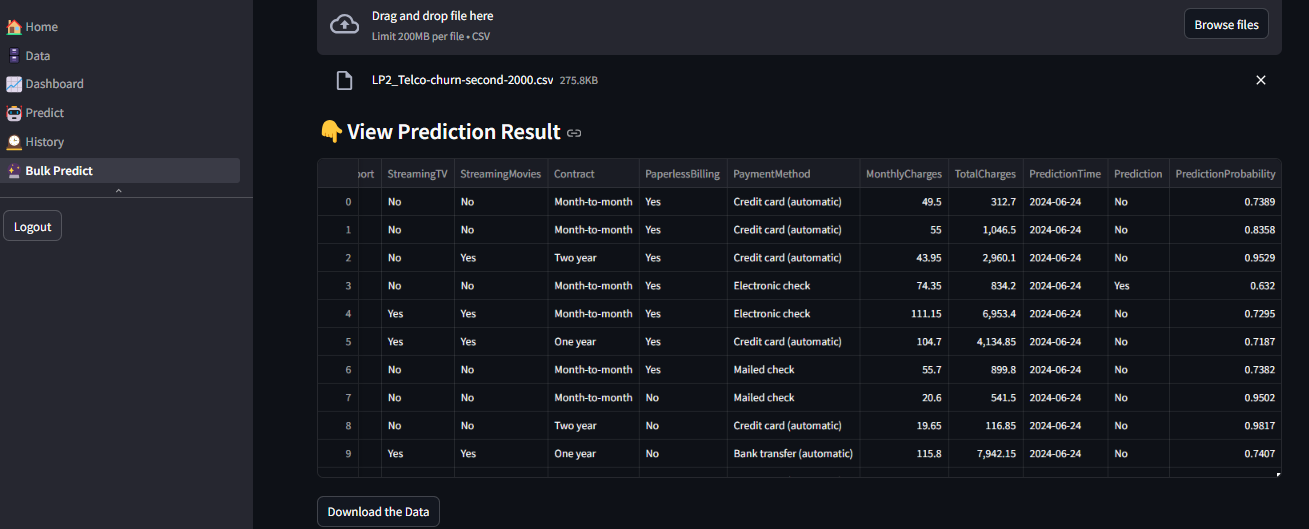 Home
Data
Dashboard
Predict
History
Bulk Predict
Logout
Drag and drop file here
Limit 200MB per file • CSV
Browse files
LP2_Telco-churn-second-2000.csv 275.8KB
View Prediction Result
ort StreamingTV StreamingMovies Contract PaperlessBilling PaymentMethod MonthlyCharges TotalCharges PredictionTime Prediction PredictionProbability
0 No No Month-to-month Yes Credit card (automatic) 49.5 312.7 2024-06-24 No 0.7389
1 No No Month-to-month Yes Credit card (automatic) 55 1,046.5 2024-06-24 No 0.8358
2 No Yes Two year Yes Credit card (automatic) 43.95 2,960.1 2024-06-24 No 0.9529
3 No No Month-to-month Yes Electronic check 74.35 834.2 2024-06-24 Yes 0.632
4 Yes Yes Month-to-month Yes Electronic check 111.15 6,953.4 2024-06-24 No 0.7295
5 Yes Yes One year Yes Credit card (automatic) 104.7 4,134.85 2024-06-24 No 0.7187
6 No No Month-to-month Yes Mailed check 55.7 899.8 2024-06-24 No 0.7382
7 No No Month-to-month No Mailed check 20.6 541.5 2024-06-24 No 0.9502
8 No No Two year No Credit card (automatic) 19.65 116.85 2024-06-24 No 0.9817
9 Yes Yes One year No Bank transfer (automatic) 115.8 7,942.15 2024-06-24 No 0.7407
Download the Data